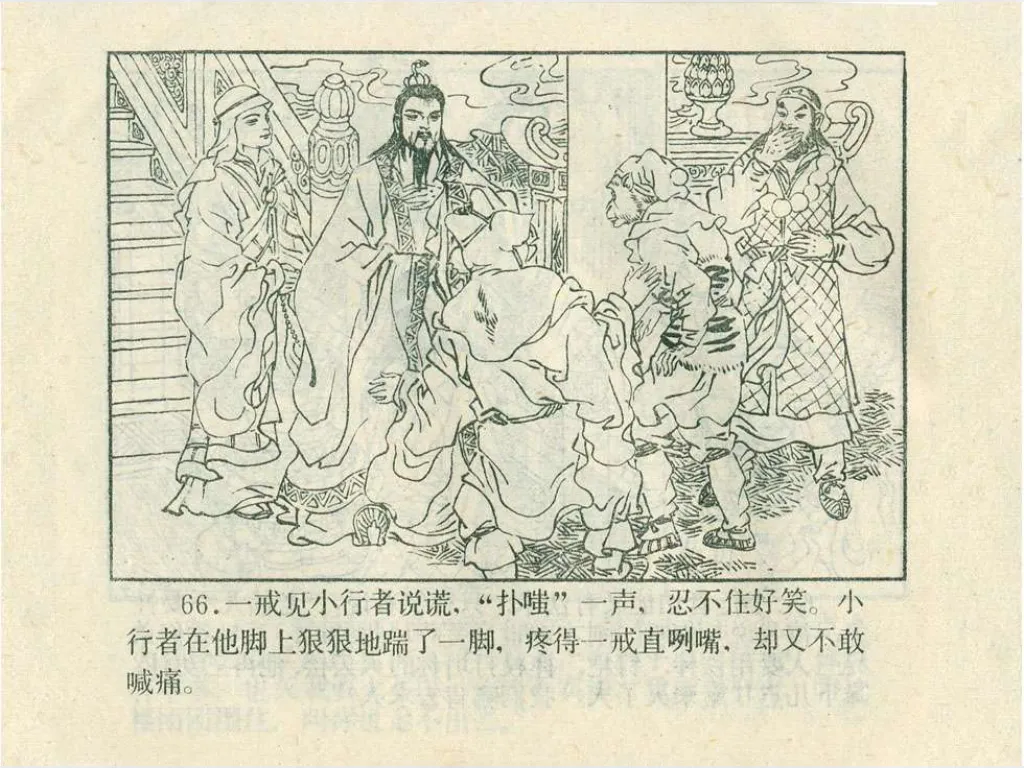 66.一戒见小行者说谎，“扑嗤”一声，忍不住好笑。小
行者在他脚上狠狠地踹了一脚，疼得一戒直咧嘴，却又不敢
喊痛。